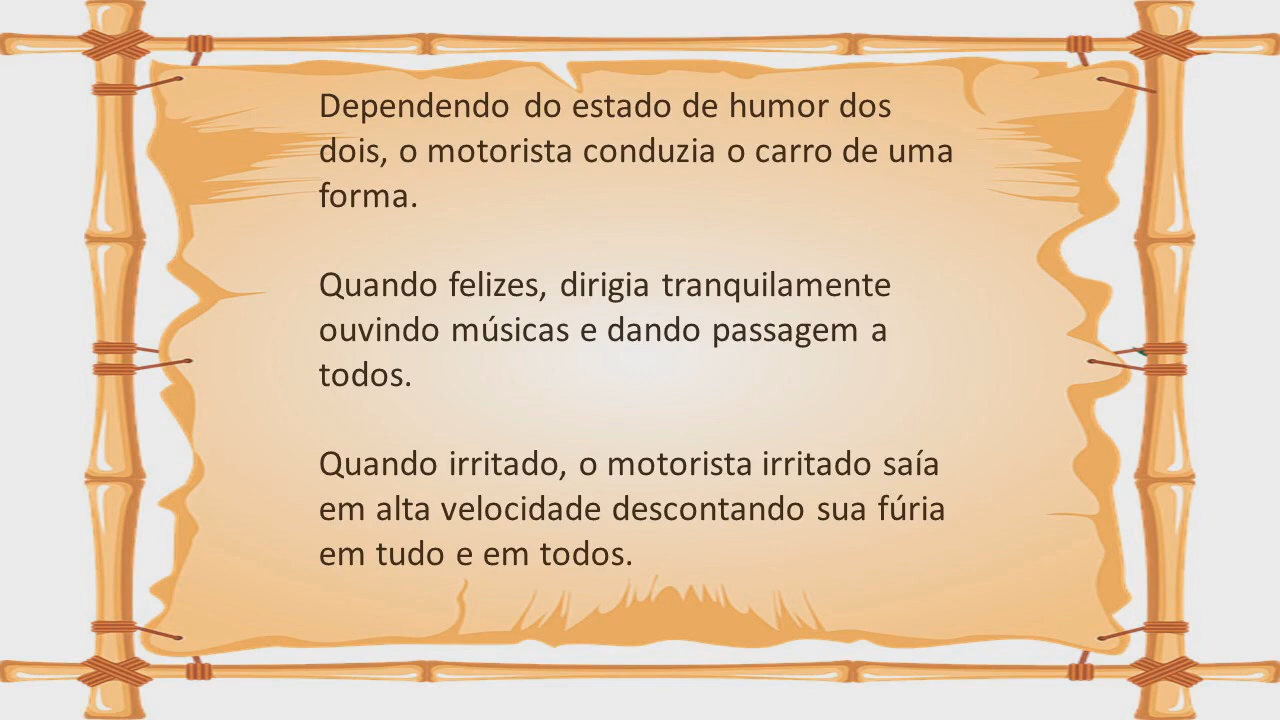 Dependendo do estado de humor dos
dois, o motorista conduzia o carro de uma
forma.
Quando felizes, dirigia tranquilamente
ouvindo músicas e dando passagem a
todos.
Quando irritado, o motorista irritado saía
em alta velocidade descontando sua fúria
em tudo e em todos.